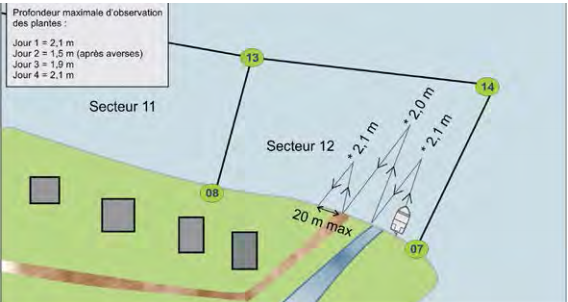 Profondeur maximale d'observation
des plantes :
Jour 1 = 2,1 m
Jour 2 = 1,5 m (après averses)
Jour 3 = 1,9 m
Jour 4 = 2,1 m
13
14
Secteur 11
* 2,0 m
Secteur 12
* 2,1 m
* 2,1 m
08
20 m max
07